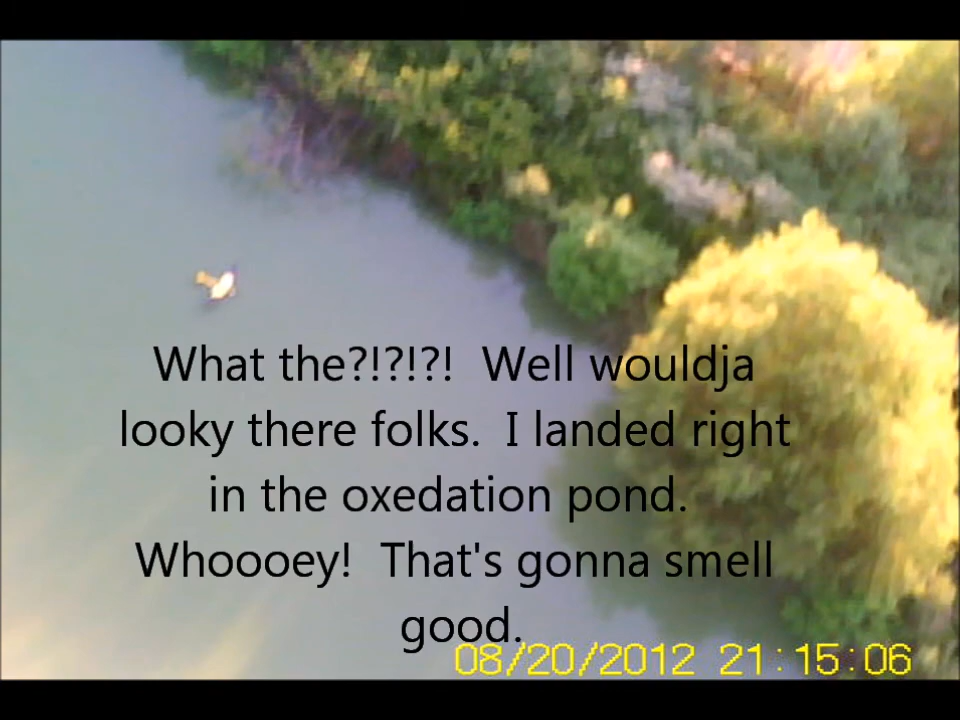 What the?!?!?!  Well wouldja
looky there folks.  I landed right
in the oxedation pond.
Whoooey!  That's gonna smell
good.
08/20/2012 21:15:06